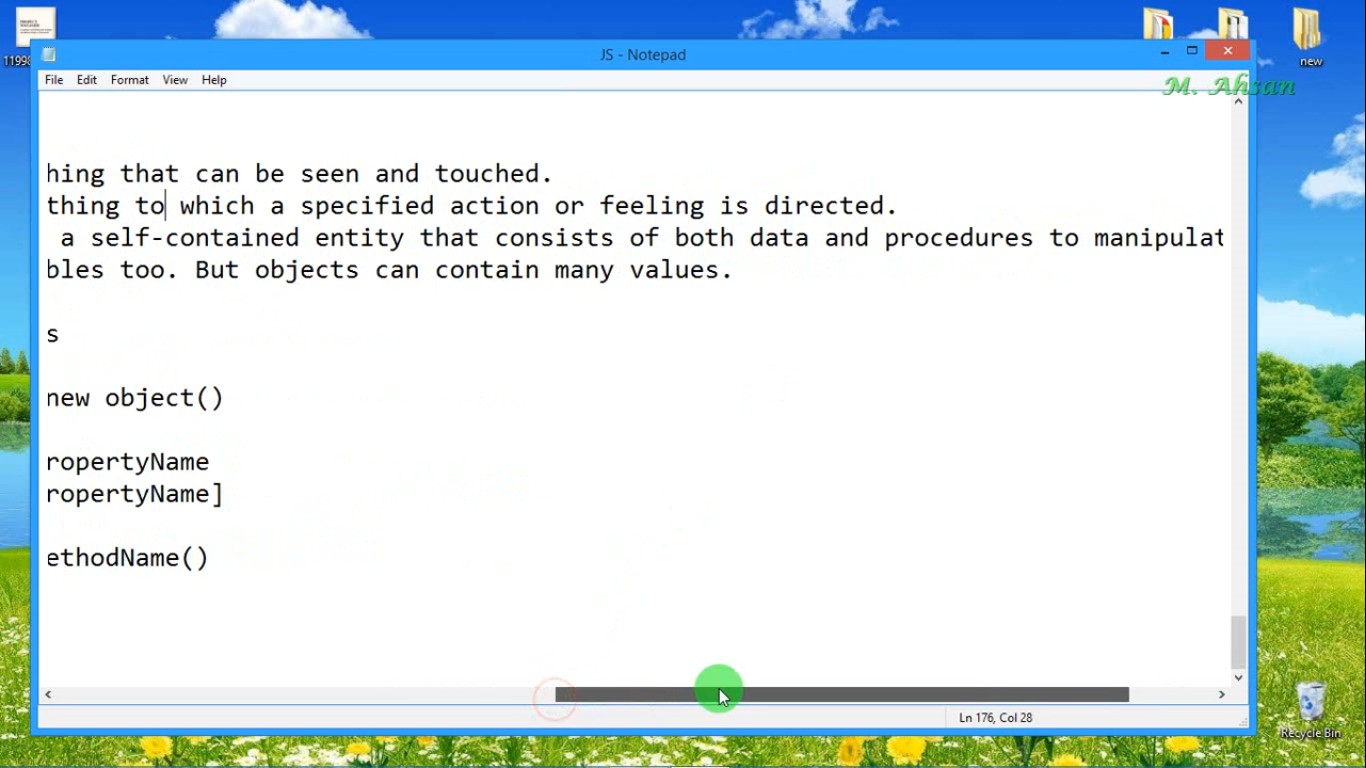 1199
new
JS - Notepad
File Edit Format View Help
M. Ahsan
hing that can be seen and touched.
thing to which a specified action or feeling is directed.
a self-contained entity that consists of both data and procedures to manipulat
bles too. But objects can contain many values.
s
new object()
ropertyName
ropertyName]
ethodName()
Ln 176, Col 28
Recycle Bin